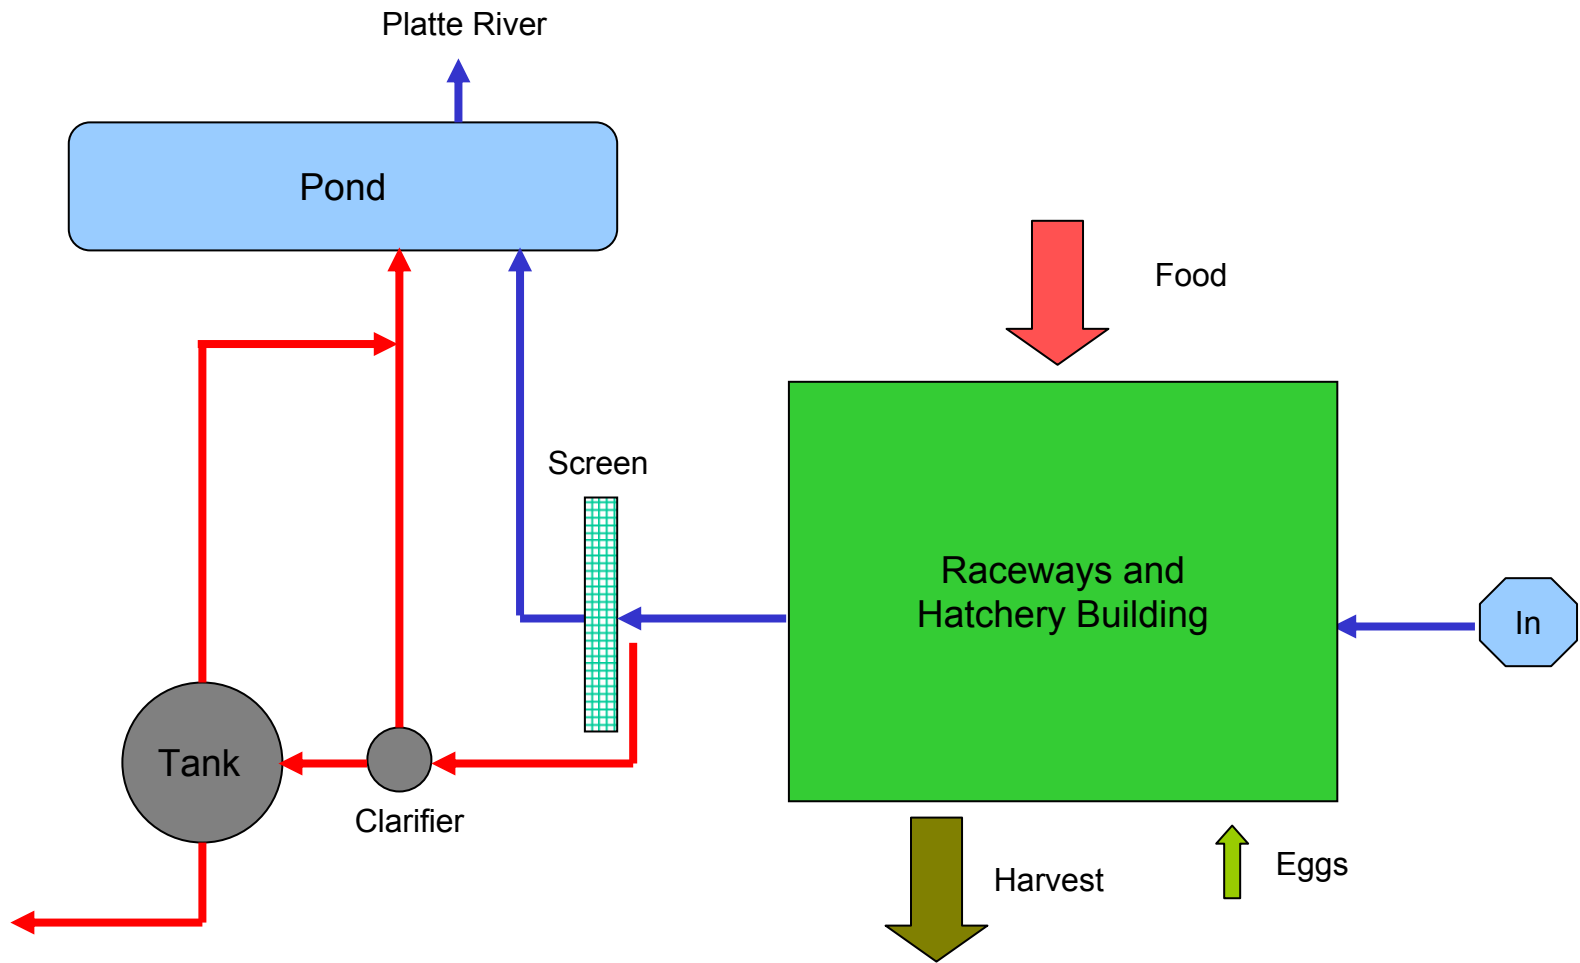 Platte River
Pond
Food
Screen
Raceways and
Hatchery Building
In
Tank
Clarifier
Harvest
Eggs